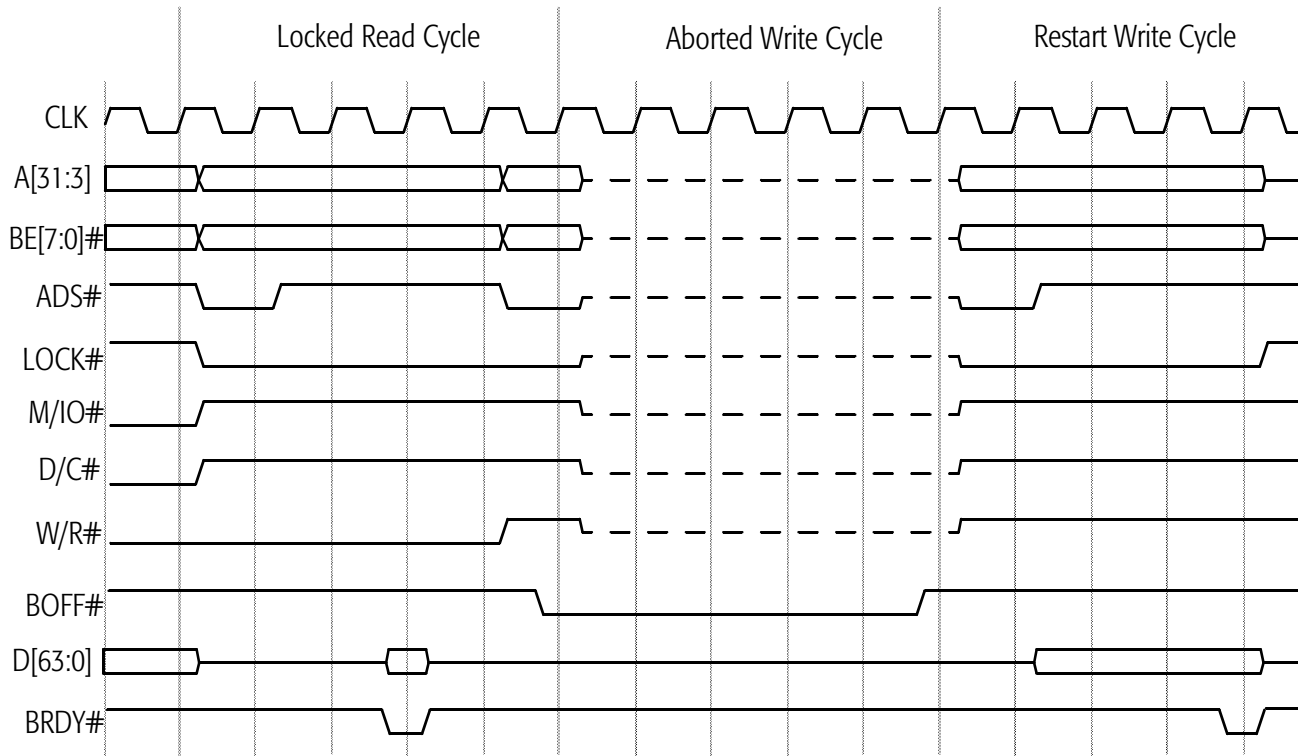 Locked Read Cycle Aborted Write Cycle Restart Write Cycle
CLK
A[31:3]
BE[7:0]#
ADS#
LOCK#
M/IO#
D/C#
W/R#
BOFF#
D[63:0]
BRDY#